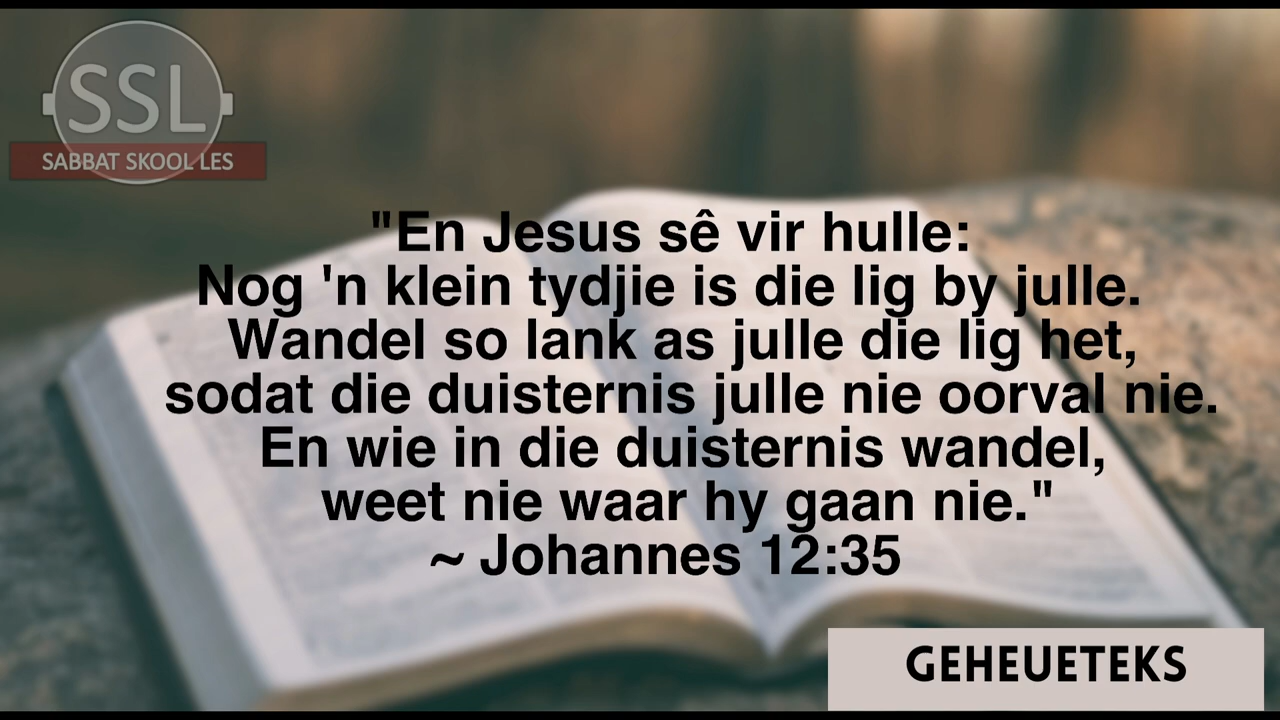 SSL
SABBAT SKOOL LES
"En Jesus sê vir hulle:
Nog 'n klein tydjie is die lig by julle.
Wandel so lank as julle die lig het,
sodat die duisternis julle nie oorval nie.
En wie in die duisternis wandel,
weet nie waar hy gaan nie."
~ Johannes 12:35
GEHEUETEKS